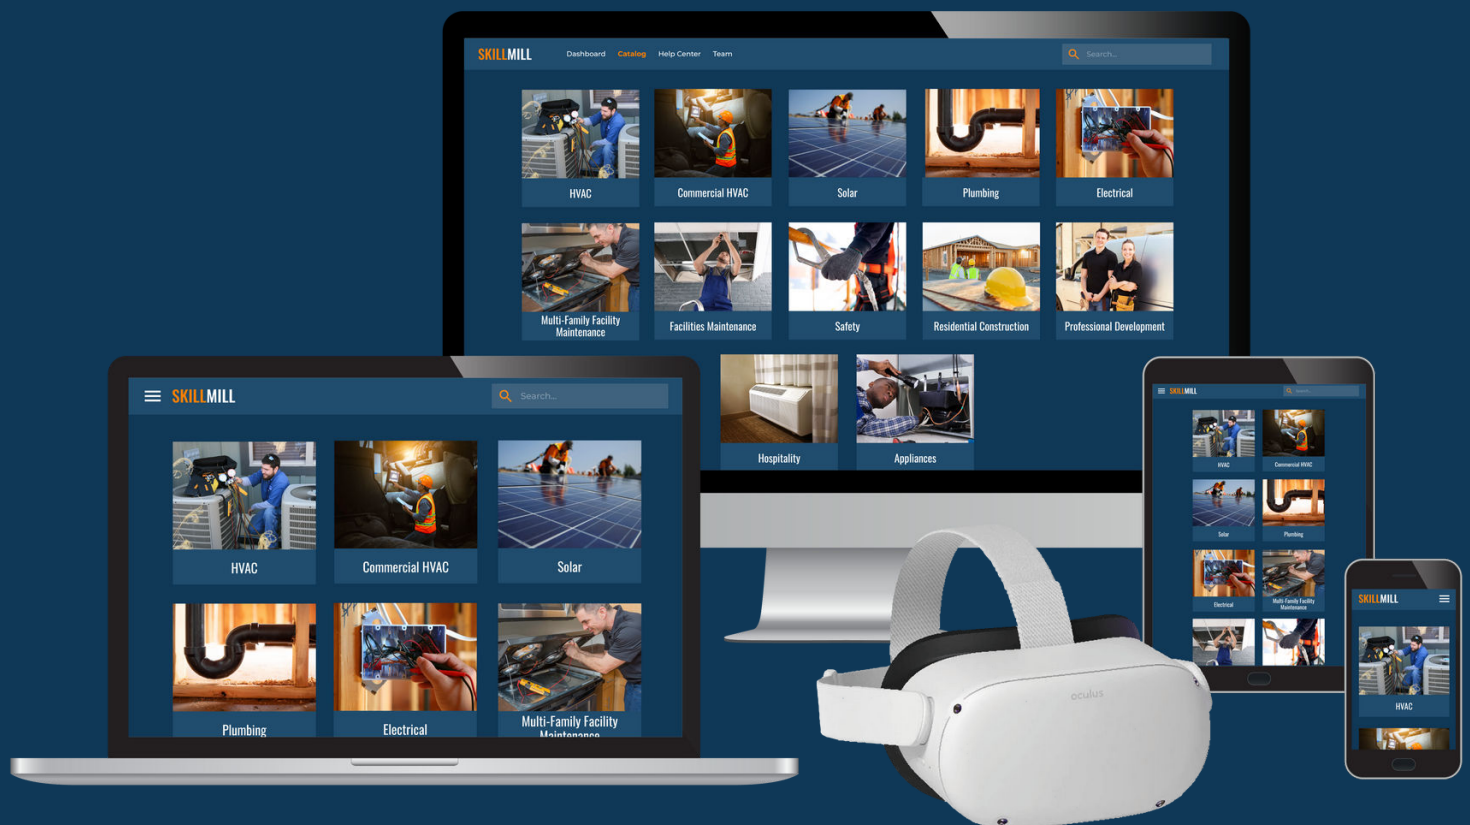 SKILLMILL
Dashboard Catalog Help Center Team
Search...
HVAC
Commercial HVAC
Solar
Plumbing
Electrical
Multi-Family Facility
Maintenance
Facilities Maintenance
Safety
Residential Construction
Professional Development
Hospitality
Appliances
SKILLMILL
Search...
HVAC
Commercial HVAC
Solar
Plumbing
Electrical
Multi-Family Facility
Maintenance
SKILLMILL
Search...
HVAC
Commercial HVAC
Solar
Plumbing
Electrical
Multi-Family Facility
Maintenance
SKILLMILL
HVAC
oculus